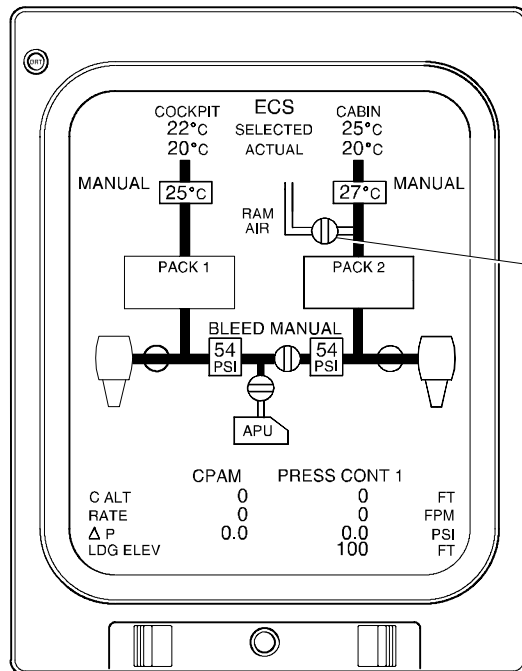 BRT
COCKPIT ECS CABIN
22°C SELECTED 25°C
20°C ACTUAL 20°C
MANUAL 25°C 27°C MANUAL
RAM
AIR
PACK 1 PACK 2
BLEED MANUAL
54 54
PSI PSI
APU
CPAM PRESS CONT 1
C ALT 0 0 FT
RATE 0 0 FPM
Δ P 0.0 0.0 PSI
LDG ELEV 100 FT